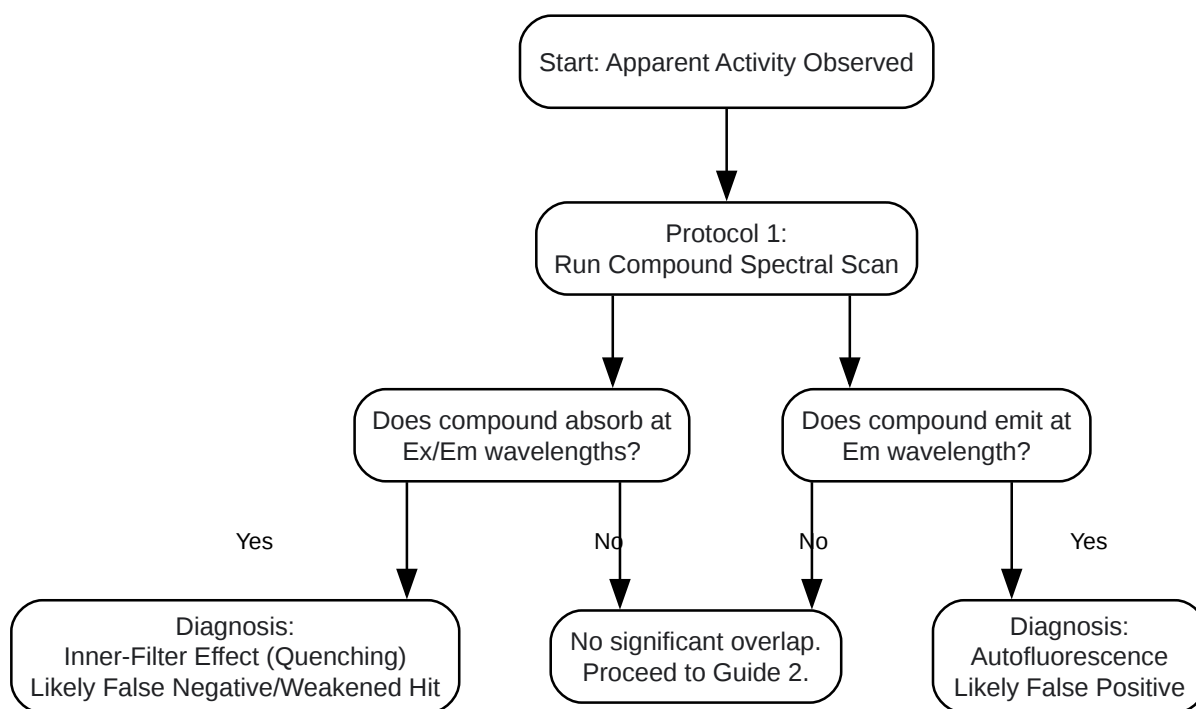 Start: Apparent Activity Observed
Protocol 1:
Run Compound Spectral Scan
Does compound absorb at
Ex/Em wavelengths?
Does compound emit at
Em wavelength?
Yes
No
No
Yes
Diagnosis:
Inner-Filter Effect (Quenching)
Likely False Negative/Weakened Hit
No significant overlap.
Proceed to Guide 2.
Diagnosis:
Autofluorescence
Likely False Positive